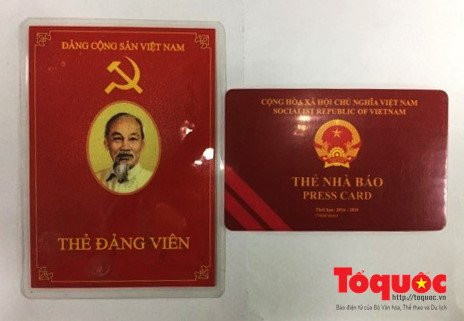 ĐẢNG CỘNG SẢN VIỆT NAM
THẺ ĐẢNG VIÊN
CỘNG HÒA XÃ HỘI CHỦ NGHĨA VIỆT NAM
SOCIALIST REPUBLIC OF VIETNAM
THẺ NHÀ BÁO
PRESS CARD
Tổquốc
http://toquoc.vn
Báo điện tử của Bộ Văn hóa, Thể thao và Du lịch